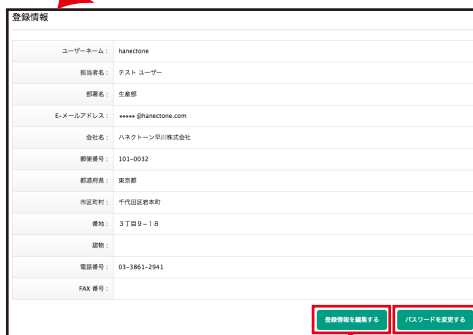 登録情報
ユーザーネーム： hanectone
担当者名： テスト ユーザー
部署名： 生産部
E-メールアドレス： ***** @hanectone.com
会社名： ハネクトーン早川株式会社
郵便番号： 101-0032
都道府県： 東京都
市区町村： 千代田区岩本町
番地： ３丁目９−１８
建物：
電話番号： 03-3861-2941
FAX 番号：
登録情報を編集する パスワードを変更する